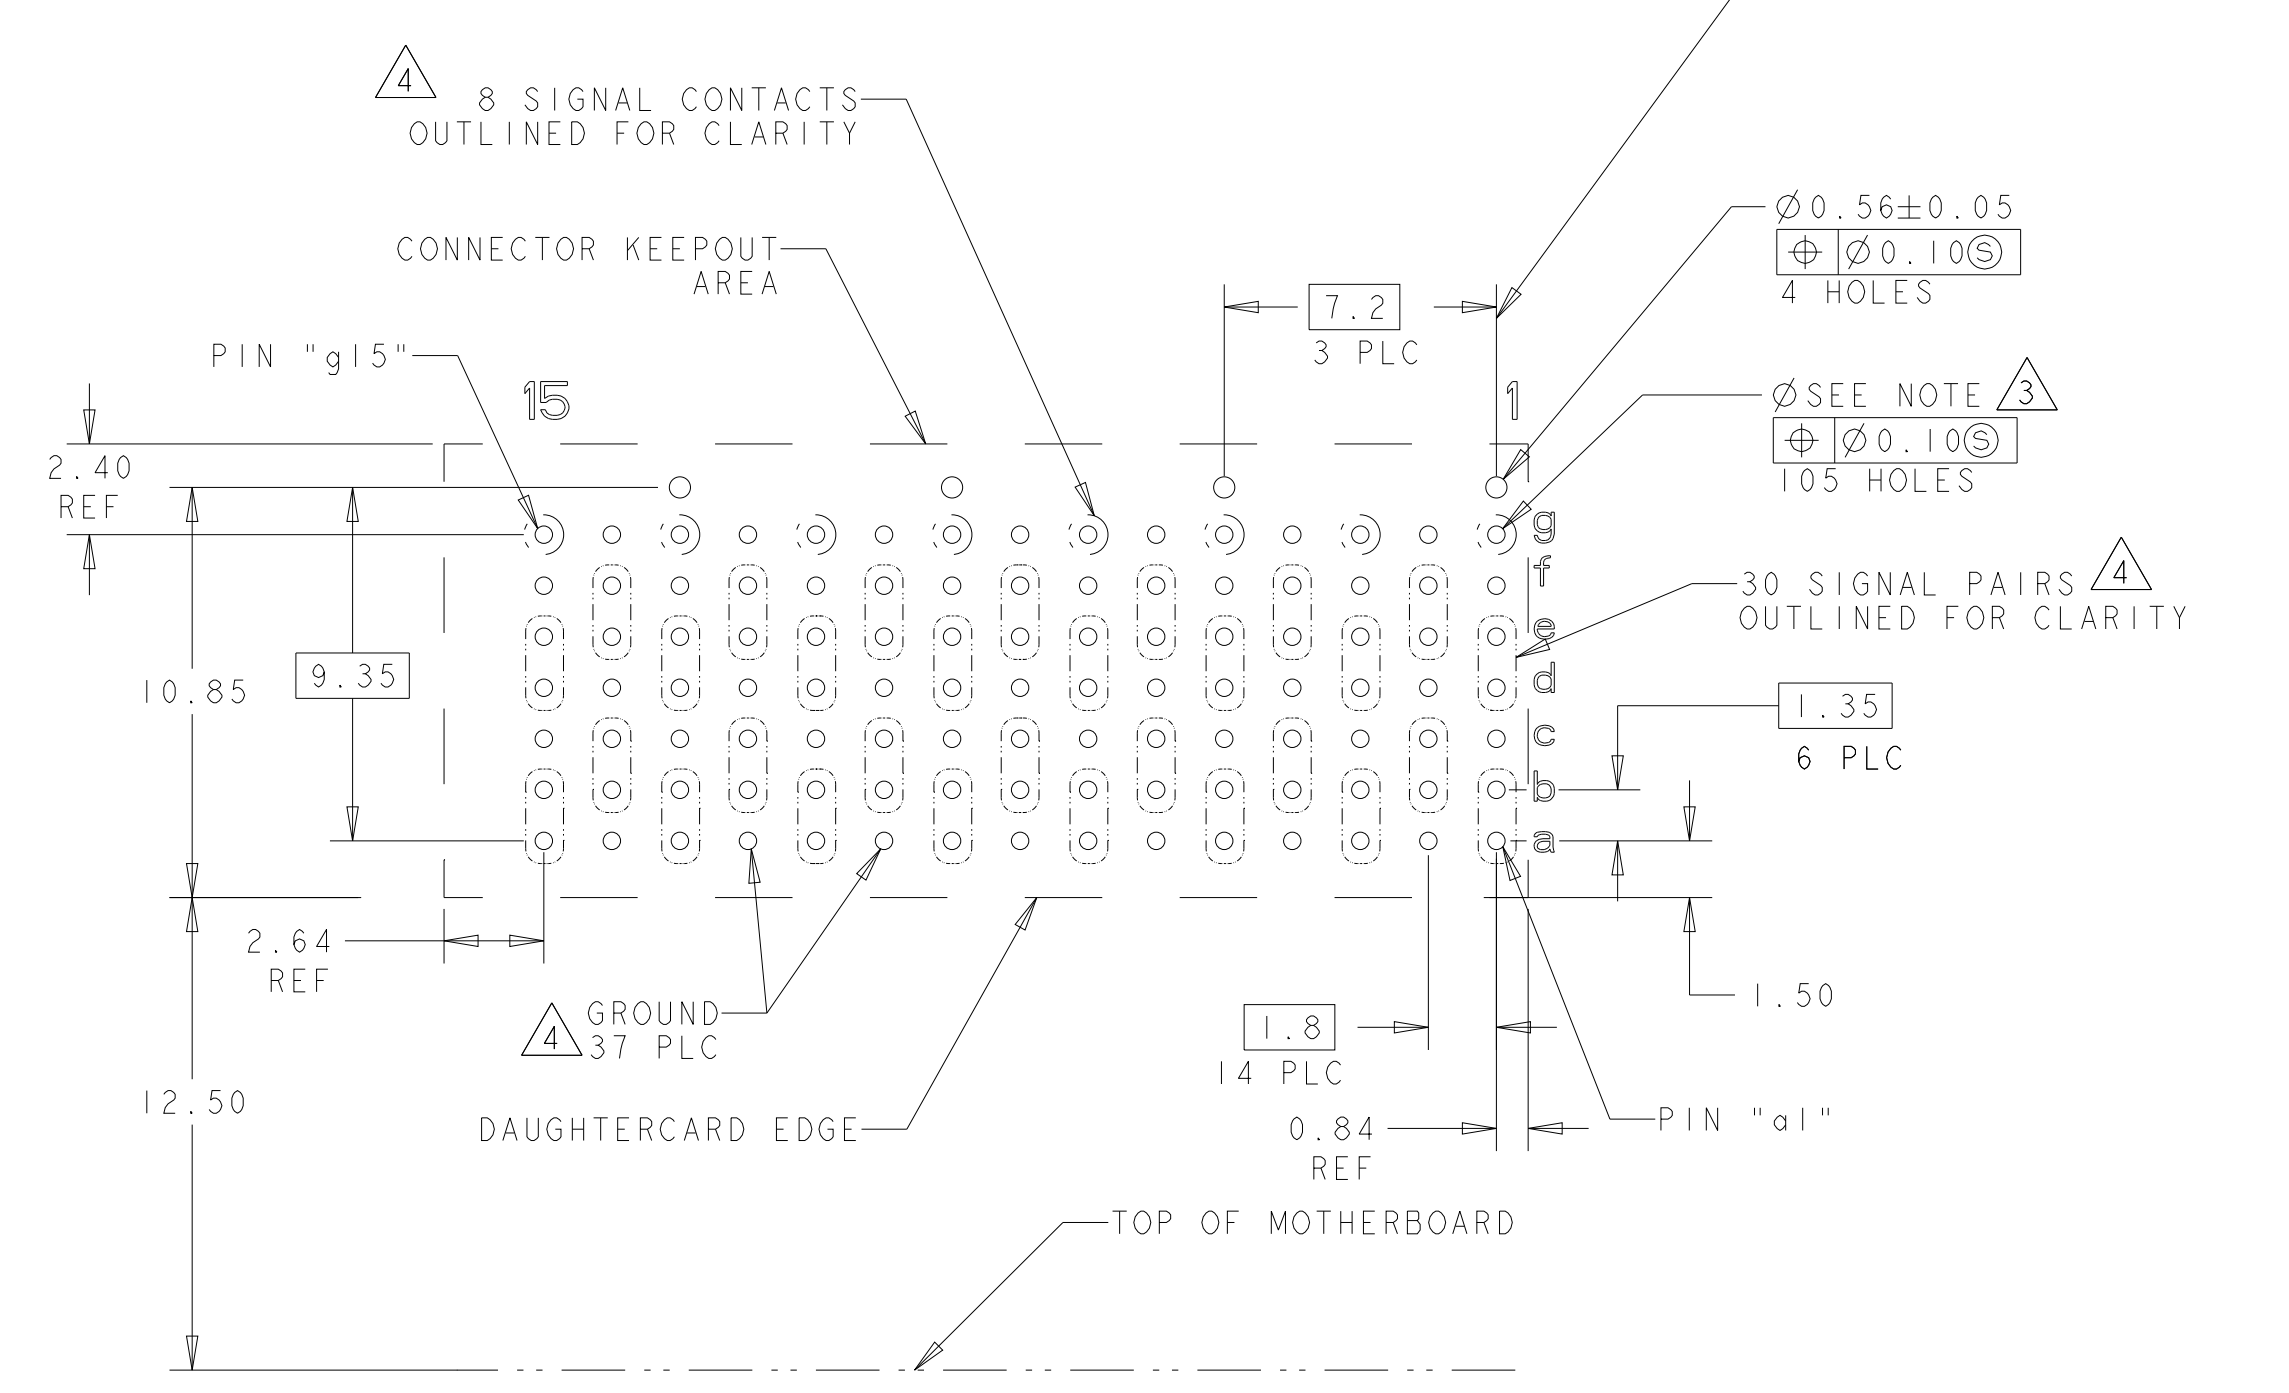 4
8 SIGNAL CONTACTS
OUTLINED FOR CLARITY
CONNECTOR KEEPOUT
AREA
PIN "g15"
15
7.2
3 PLC
1
Ø0.56±0.05
⌖ Ø0.10Ⓢ
4 HOLES
ØSEE NOTE 3
⌖ Ø0.10Ⓢ
105 HOLES
2.40
REF
g
f
e
d
c
b
a
30 SIGNAL PAIRS 4
OUTLINED FOR CLARITY
10.85
9.35
1.35
6 PLC
2.64
REF
4 GROUND
37 PLC
1.50
1.8
14 PLC
12.50
DAUGHTERCARD EDGE
0.84
REF
PIN "a1"
TOP OF MOTHERBOARD